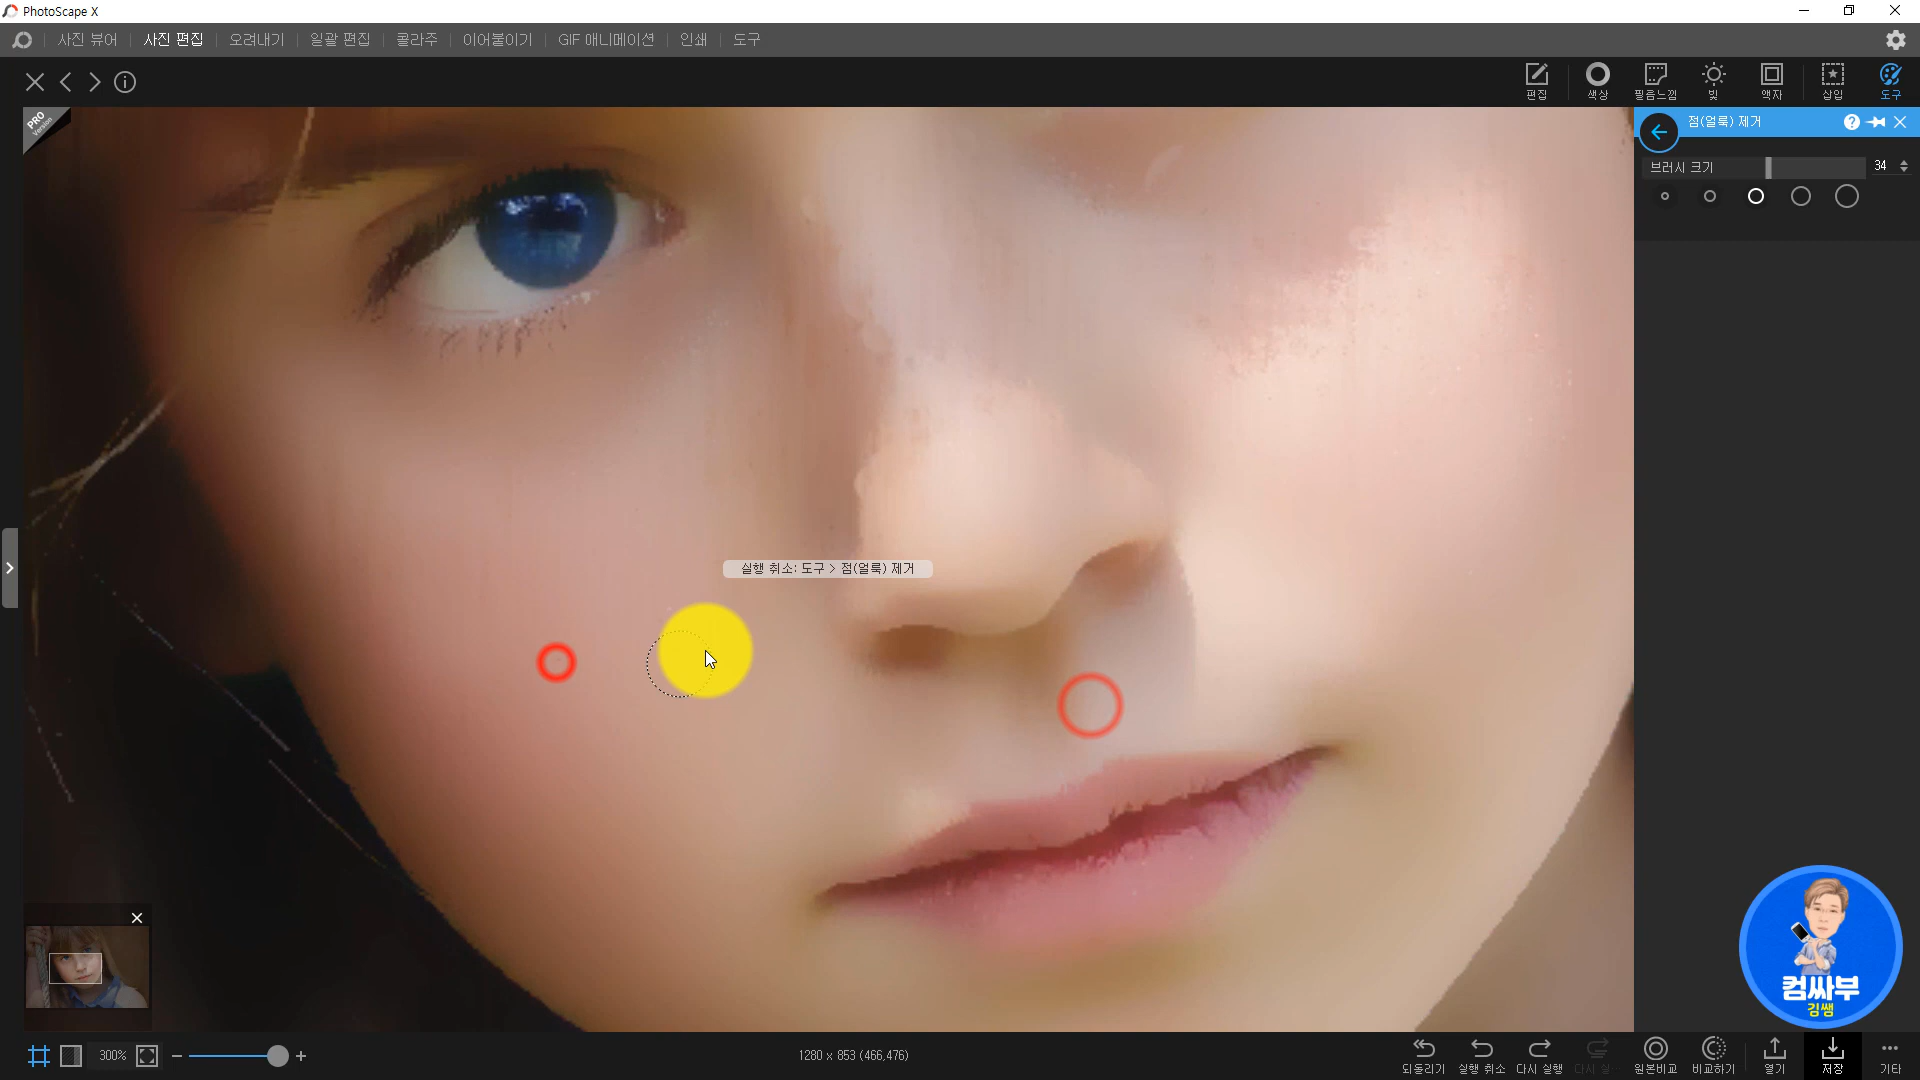 PhotoScape X
사진 뷰어 사진 편집 오려내기 일괄 편집 콜라주 이어붙이기 GIF 애니메이션 인쇄 도구
편집 색상 필름느낌 빛 액자 삽입 도구
PRO
Version
점(얼룩) 제거
브러시 크기 34
실행 취소: 도구 > 점(얼룩) 제거
컴싸부
김쌤
300%
1280 x 853 (466,476)
되돌리기 실행 취소 다시 실행 원본비교 비교하기 열기 저장 기타